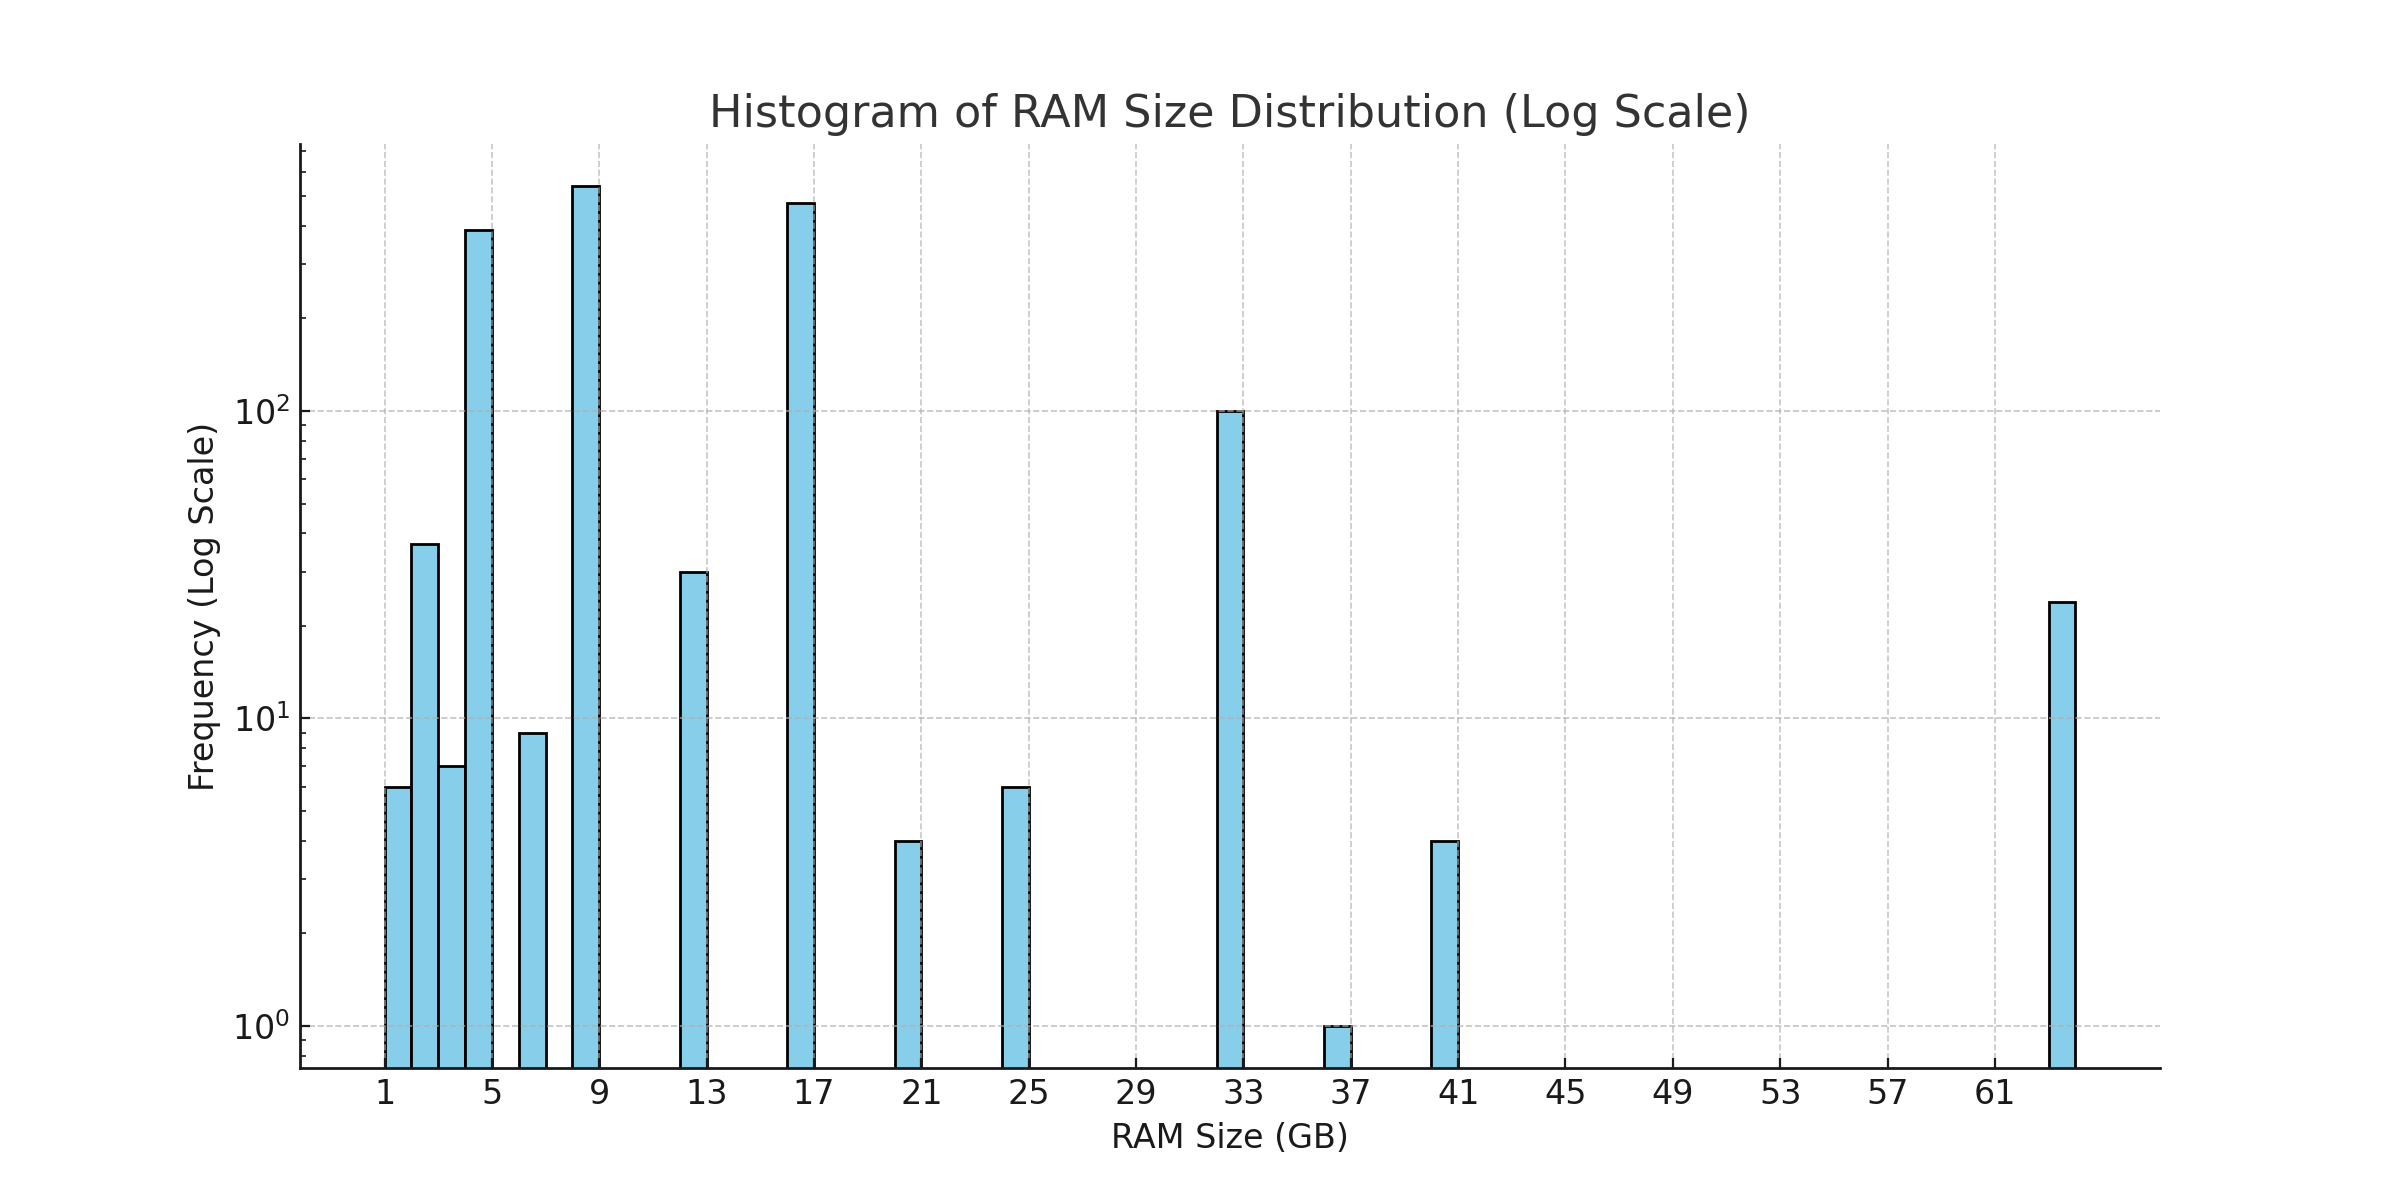 Histogram of RAM Size Distribution (Log Scale)
Frequency (Log Scale)
10²
10¹
10⁰
1 5 9 13 17 21 25 29 33 37 41 45 49 53 57 61
RAM Size (GB)